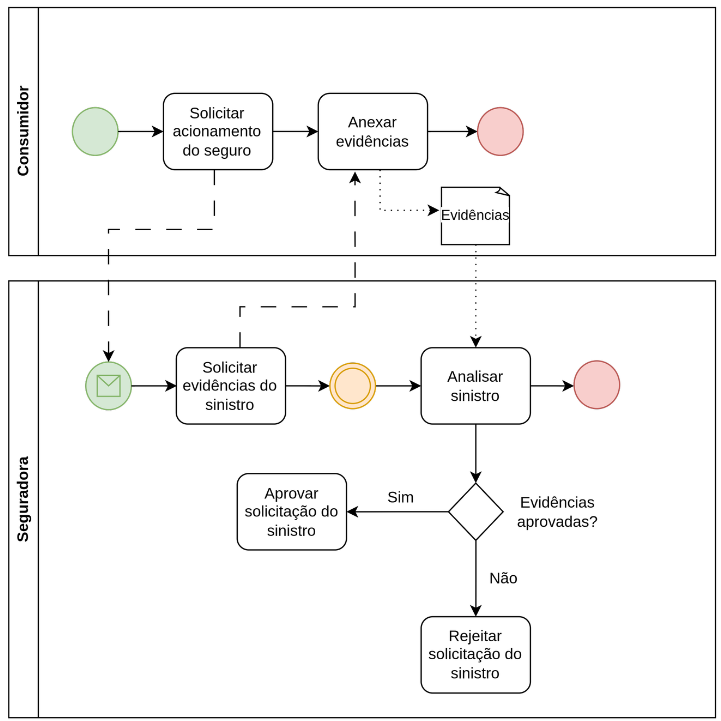 Consumidor
Solicitar
acionamento
do seguro
Anexar
evidências
Evidências
Seguradora
Solicitar
evidências do
sinistro
Analisar
sinistro
Aprovar
solicitação do
sinistro
Sim
Evidências
aprovadas?
Não
Rejeitar
solicitação do
sinistro